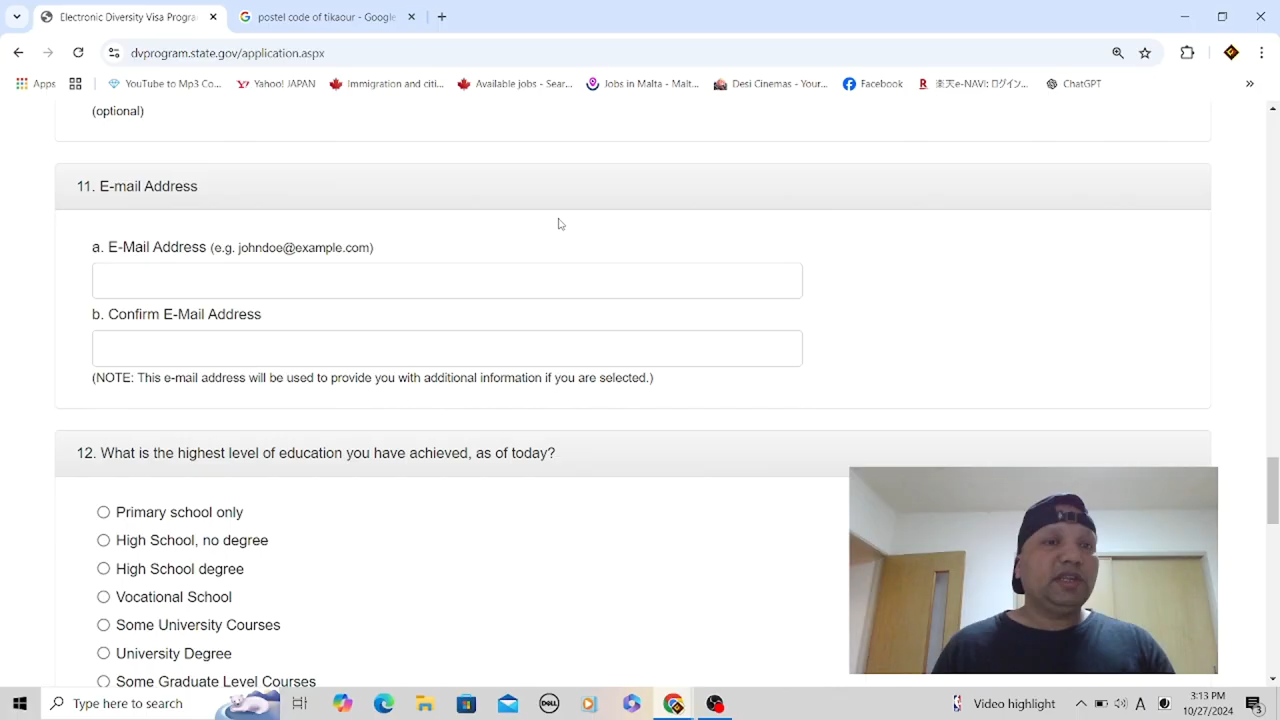 Electronic Diversity Visa Progra
postel code of tikaour - Google
dvprogram.state.gov/application.aspx
Apps
YouTube to Mp3 Co...
Yahoo! JAPAN
Immigration and citi...
Available jobs - Sear...
Jobs in Malta - Malt...
Desi Cinemas - Your...
Facebook
楽天e-NAVI: ログイン...
ChatGPT
(optional)
11. E-mail Address
a. E-Mail Address (e.g. johndoe@example.com)
b. Confirm E-Mail Address
(NOTE: This e-mail address will be used to provide you with additional information if you are selected.)
12. What is the highest level of education you have achieved, as of today?
Primary school only
High School, no degree
High School degree
Vocational School
Some University Courses
University Degree
Some Graduate Level Courses
Type here to search
DELL
Video highlight
A
3:13 PM
10/27/2024
3